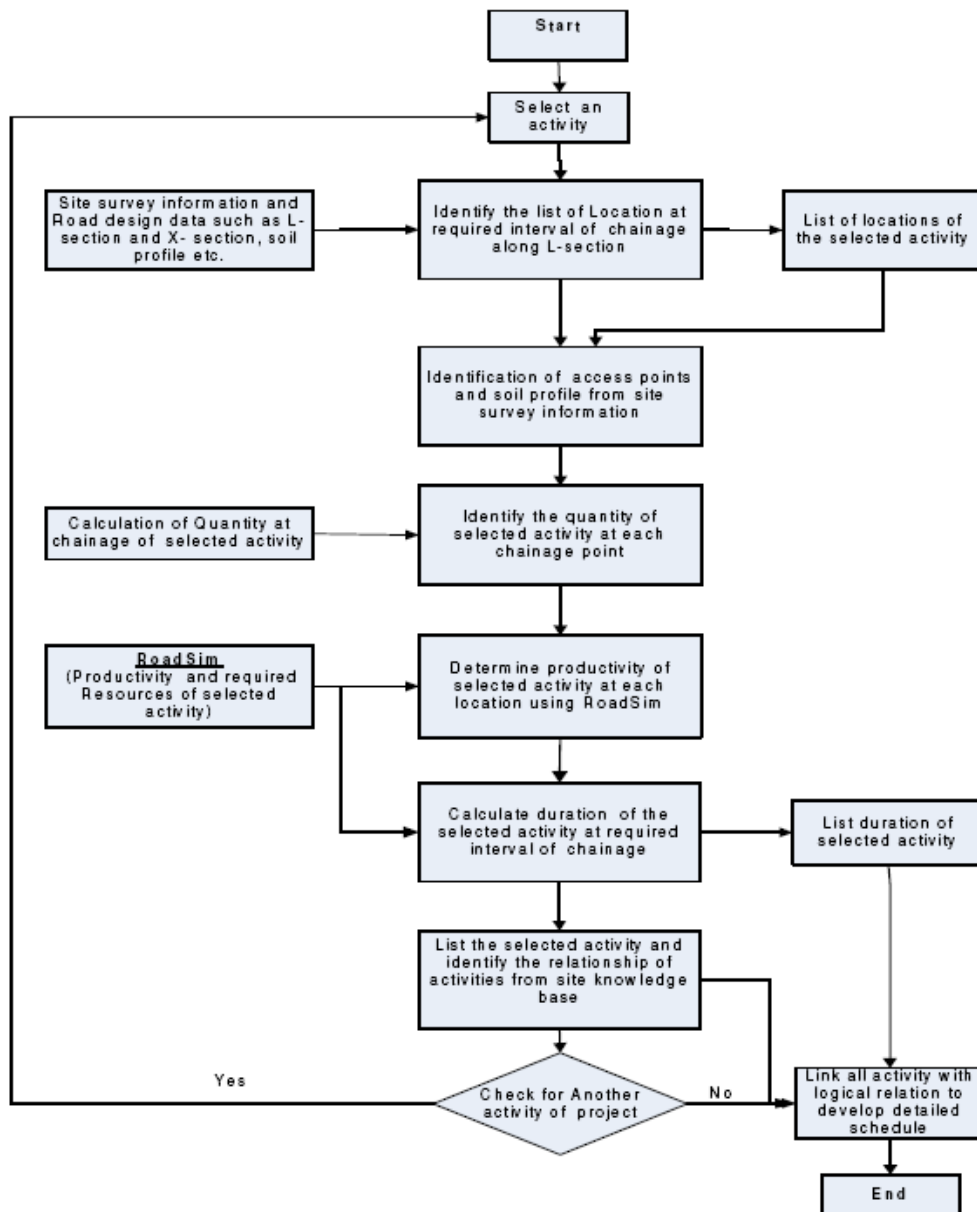 Start
Select an
activity
Site survey information and
Road design data such as L-
section and X- section, soil
profile etc.
Identify the list of Location at
required interval of chainage
along L-section
List of locations of
the selected activity
Identification of access points
and soil profile from site
survey information
Calculation of Quantity at
chainage of selected activity
Identify the quantity of
selected activity at each
chainage point
RoadSim
(Productivity and required
Resources of selected
activity)
Determine productivity of
selected activity at each
location using RoadSim
Calculate duration of the
selected activity at required
interval of chainage
List duration of
selected activity
List the selected activity and
identify the relationship of
activities from site knowledge
base
Yes
Check for Another
activity of project
No
Link all activity with
logical relation to
develop detailed
schedule
End